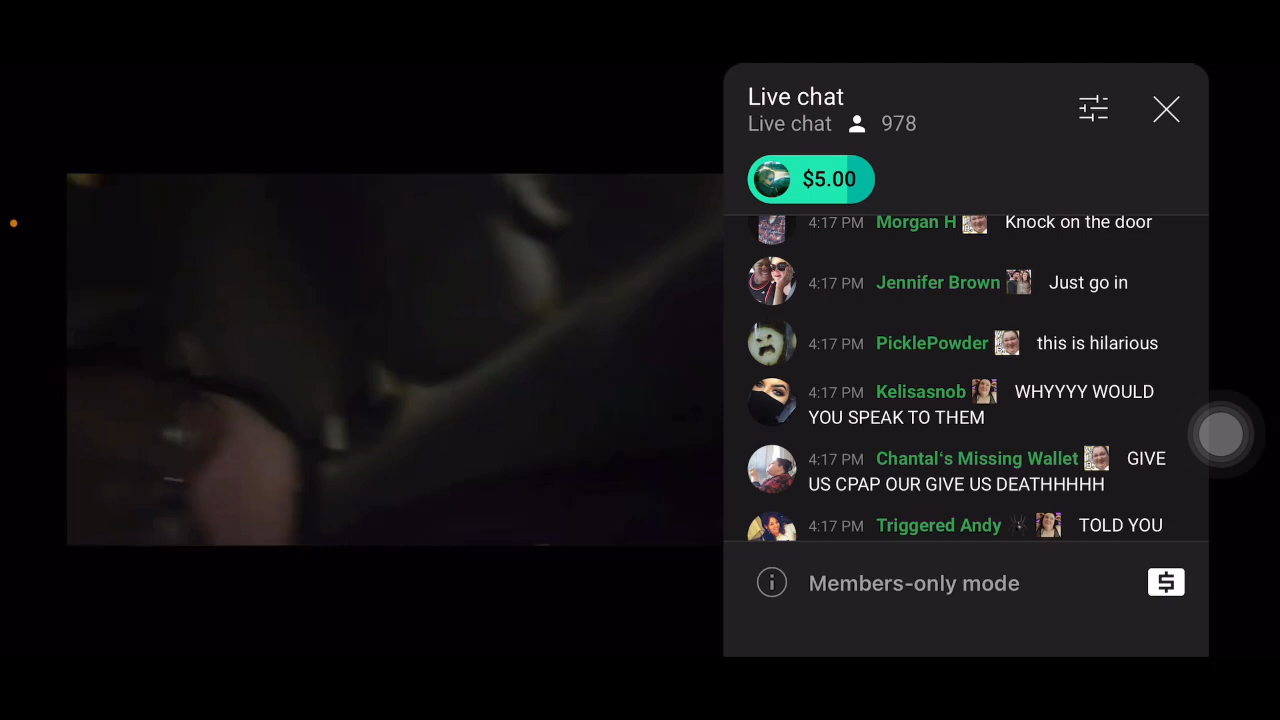 Live chat
Live chat 978
$5.00
4:17 PM Morgan H Knock on the door
4:17 PM Jennifer Brown Just go in
4:17 PM PicklePowder this is hilarious
4:17 PM Kelisasnob WHYYYY WOULD
YOU SPEAK TO THEM
4:17 PM Chantal's Missing Wallet GIVE
US CPAP OUR GIVE US DEATHHHHH
4:17 PM Triggered Andy TOLD YOU
Members-only mode